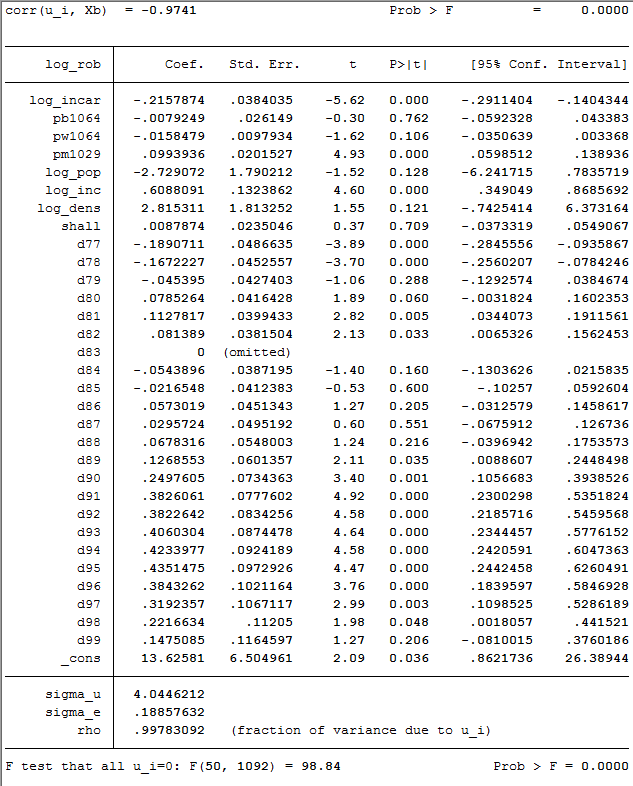 corr(u_i, Xb) = -0.9741 Prob > F = 0.0000
log_rob Coef. Std. Err. t P>|t| [95% Conf. Interval]
log_incar -.2157874 .0384035 -5.62 0.000 -.2911404 -.1404344
pb1064 -.0079249 .026149 -0.30 0.762 -.0592328 .043383
pw1064 -.0158479 .0097934 -1.62 0.106 -.0350639 .003368
pm1029 .0993936 .0201527 4.93 0.000 .0598512 .138936
log_pop -2.729072 1.790212 -1.52 0.128 -6.241715 .7835719
log_inc .6088091 .1323862 4.60 0.000 .349049 .8685692
log_dens 2.815311 1.813252 1.55 0.121 -.7425414 6.373164
shall .0087874 .0235046 0.37 0.709 -.0373319 .0549067
d77 -.1890711 .0486635 -3.89 0.000 -.2845556 -.0935867
d78 -.1672227 .0452557 -3.70 0.000 -.2560207 -.0784246
d79 -.045395 .0427403 -1.06 0.288 -.1292574 .0384674
d80 .0785264 .0416428 1.89 0.060 -.0031824 .1602353
d81 .1127817 .0399433 2.82 0.005 .0344073 .1911561
d82 .081389 .0381504 2.13 0.033 .0065326 .1562453
d83 0 (omitted)
d84 -.0543896 .0387195 -1.40 0.160 -.1303626 .0215835
d85 -.0216548 .0412383 -0.53 0.600 -.10257 .0592604
d86 .0573019 .0451343 1.27 0.205 -.0312579 .1458617
d87 .0295724 .0495192 0.60 0.551 -.0675912 .126736
d88 .0678316 .0548003 1.24 0.216 -.0396942 .1753573
d89 .1268553 .0601357 2.11 0.035 .0088607 .2448498
d90 .2497605 .0734363 3.40 0.001 .1056683 .3938526
d91 .3826061 .0777602 4.92 0.000 .2300298 .5351824
d92 .3822642 .0834256 4.58 0.000 .2185716 .5459568
d93 .4060304 .0874478 4.64 0.000 .2344457 .5776152
d94 .4233977 .0924189 4.58 0.000 .2420591 .6047363
d95 .4351475 .0972926 4.47 0.000 .2442458 .6260491
d96 .3843262 .1021164 3.76 0.000 .1839597 .5846928
d97 .3192357 .1067117 2.99 0.003 .1098525 .5286189
d98 .2216634 .11205 1.98 0.048 .0018057 .441521
d99 .1475085 .1164597 1.27 0.206 -.0810015 .3760186
_cons 13.62581 6.504961 2.09 0.036 .8621736 26.38944
sigma_u 4.0446212
sigma_e .18857632
rho .99783092 (fraction of variance due to u_i)
F test that all u_i=0: F(50, 1092) = 98.84 Prob > F = 0.0000